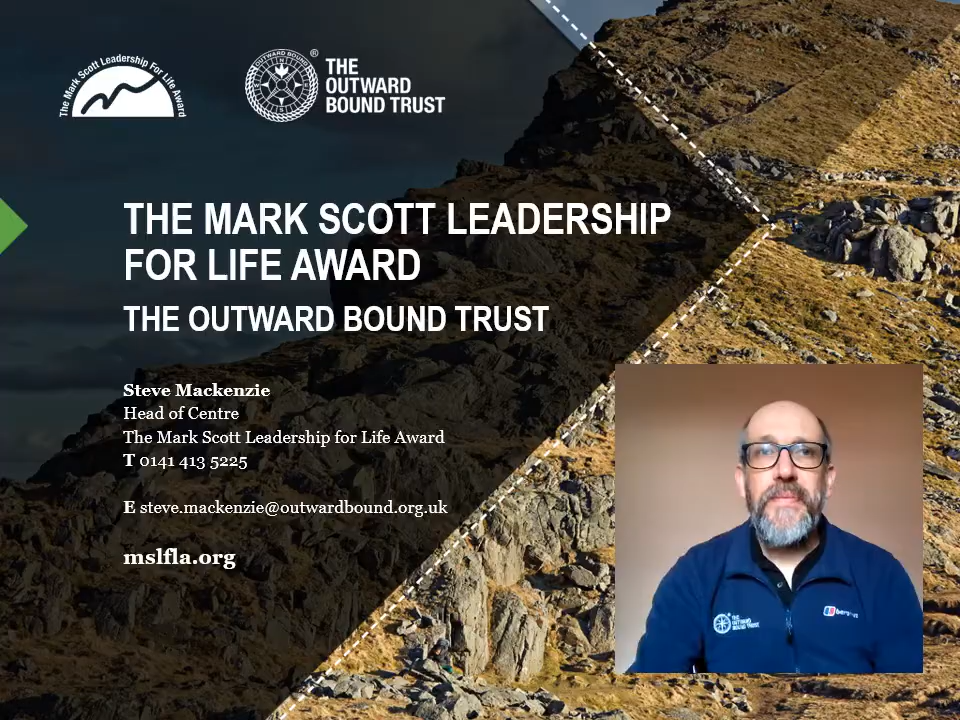 The Mark Scott Leadership For Life Award
OUTWARD BOUND
®
THE
OUTWARD
BOUND TRUST
THE MARK SCOTT LEADERSHIP
FOR LIFE AWARD
THE OUTWARD BOUND TRUST
Steve Mackenzie
Head of Centre
The Mark Scott Leadership for Life Award
T 0141 413 5225
E steve.mackenzie@outwardbound.org.uk
mslfla.org
THE
OUTWARD
BOUND TRUST